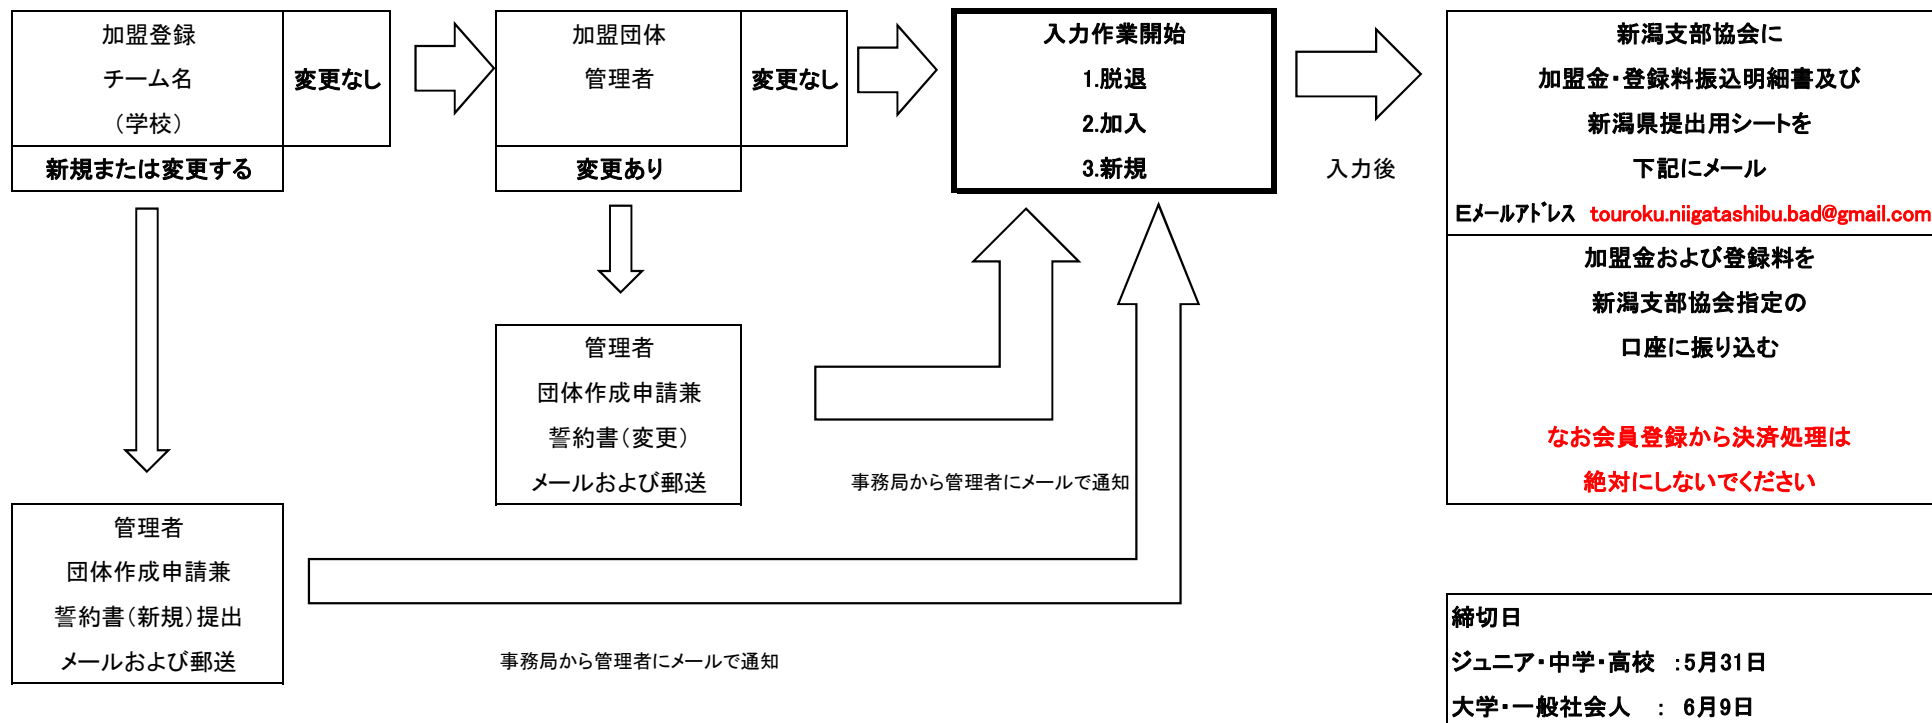 加盟登録
チーム名
（学校）
変更なし
新規または変更する
加盟団体
管理者
変更なし
変更あり
入力作業開始
1.脱退
2.加入
3.新規
入力後
新潟支部協会に
加盟金・登録料振込明細書及び
新潟県提出用シートを
下記にメール
Eメールアドレス touroku.niigatashibu.bad@gmail.com
加盟金および登録料を
新潟支部協会指定の
口座に振り込む
なお会員登録から決済処理は
絶対にしないでください
管理者
団体作成申請兼
誓約書（変更）
メールおよび郵送
事務局から管理者にメールで通知
管理者
団体作成申請兼
誓約書（新規）提出
メールおよび郵送
事務局から管理者にメールで通知
締切日
ジュニア・中学・高校 ：5月31日
大学・一般社会人 ： 6月9日